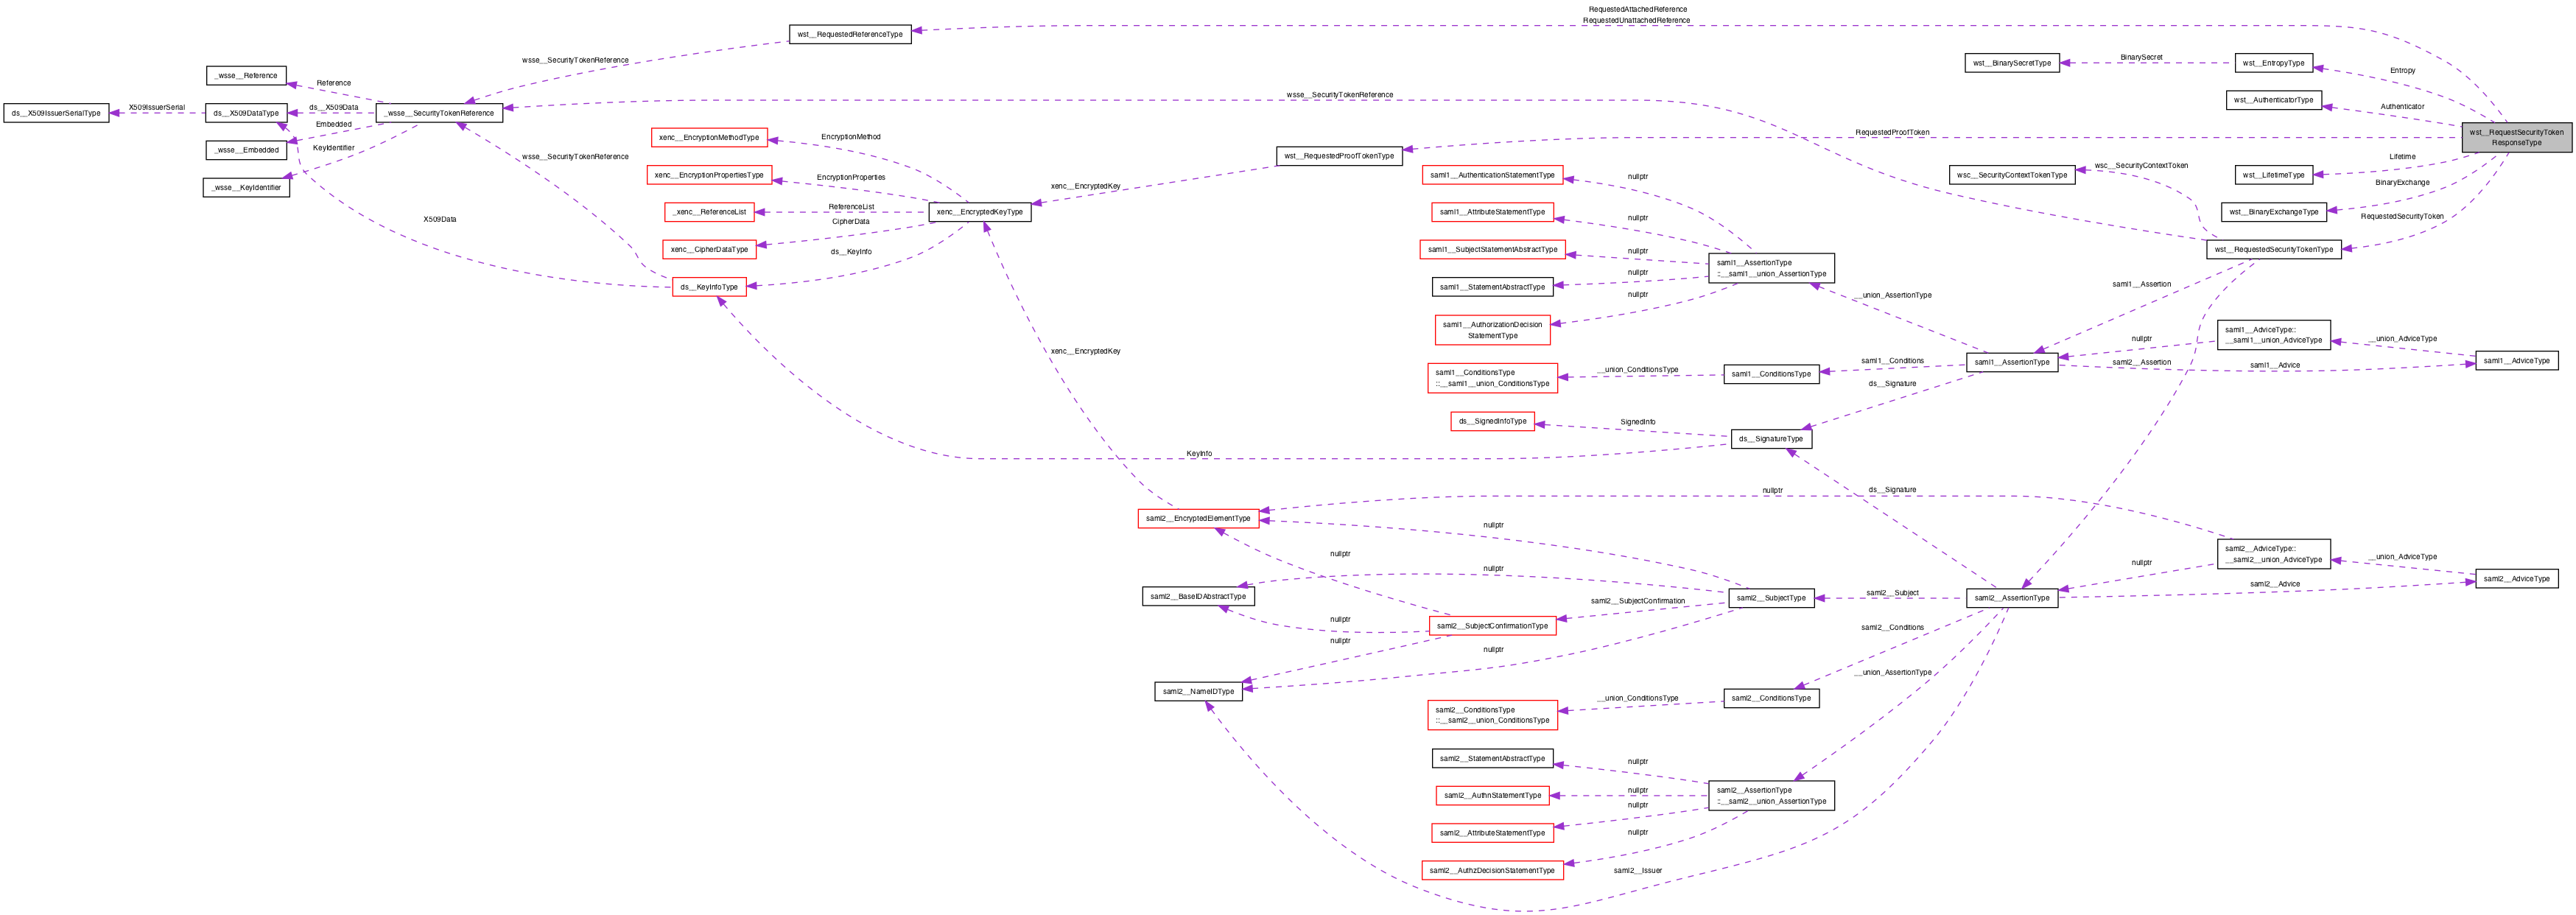 RequestedAttachedReference
RequestedUnattachedReference
wst__RequestedReferenceType
wsse__SecurityTokenReference
_wsse__Reference
Reference
ds__X509IssuerSerialType
X509IssuerSerial
ds__X509DataType
ds__X509Data
_wsse__SecurityTokenReference
Embedded
_wsse__Embedded
KeyIdentifier
_wsse__KeyIdentifier
wsse__SecurityTokenReference
X509Data
xenc__EncryptionMethodType
EncryptionMethod
xenc__EncryptionPropertiesType
EncryptionProperties
_xenc__ReferenceList
ReferenceList
xenc__EncryptedKeyType
CipherData
xenc__CipherDataType
ds__KeyInfo
ds__KeyInfoType
xenc__EncryptedKey
xenc__EncryptedKey
wsse__SecurityTokenReference
wst__RequestedProofTokenType
RequestedProofToken
wst__BinarySecretType
BinarySecret
wst__EntropyType
Entropy
wst__AuthenticatorType
Authenticator
wst__RequestSecurityToken
ResponseType
Lifetime
wst__LifetimeType
BinaryExchange
wst__BinaryExchangeType
RequestedSecurityToken
wsc__SecurityContextTokenType
wsc__SecurityContextToken
wst__RequestedSecurityTokenType
saml1__AuthenticationStatementType
nullptr
saml1__AttributeStatementType
nullptr
saml1__SubjectStatementAbstractType
nullptr
saml1__StatementAbstractType
nullptr
saml1__AuthorizationDecision
StatementType
nullptr
saml1__AssertionType
::__saml1__union_AssertionType
__union_AssertionType
saml1__Assertion
saml1__AdviceType::
__saml1__union_AdviceType
nullptr
__union_AdviceType
saml1__AdviceType
saml2__Assertion
saml1__Advice
saml1__AssertionType
saml1__Conditions
saml1__ConditionsType
__union_ConditionsType
saml1__ConditionsType
::__saml1__union_ConditionsType
ds__Signature
ds__SignedInfoType
SignedInfo
ds__SignatureType
KeyInfo
ds__Signature
nullptr
saml2__EncryptedElementType
nullptr
nullptr
nullptr
saml2__BaseIDAbstractType
nullptr
nullptr
nullptr
saml2__NameIDType
saml2__SubjectConfirmationType
saml2__SubjectConfirmation
saml2__SubjectType
saml2__Subject
saml2__AssertionType
saml2__AdviceType::
__saml2__union_AdviceType
nullptr
__union_AdviceType
saml2__AdviceType
saml2__Advice
saml2__Conditions
__union_AssertionType
saml2__ConditionsType
__union_ConditionsType
saml2__ConditionsType
::__saml2__union_ConditionsType
saml2__StatementAbstractType
nullptr
saml2__AuthnStatementType
nullptr
nullptr
saml2__AttributeStatementType
nullptr
saml2__AssertionType
::__saml2__union_AssertionType
saml2__AuthzDecisionStatementType
saml2__Issuer